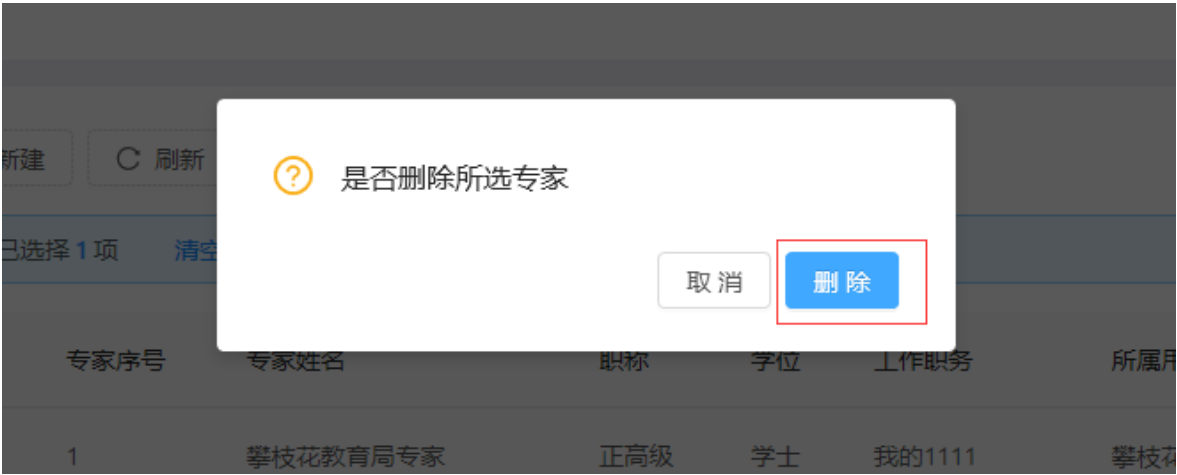 新建 刷新
是否删除所选专家
已选择 1 项 清空
取 消 删 除
专家序号 专家姓名 职称 学位 工作职务 所属用
1 攀枝花教育局专家 正高级 学士 我的1111 攀枝花